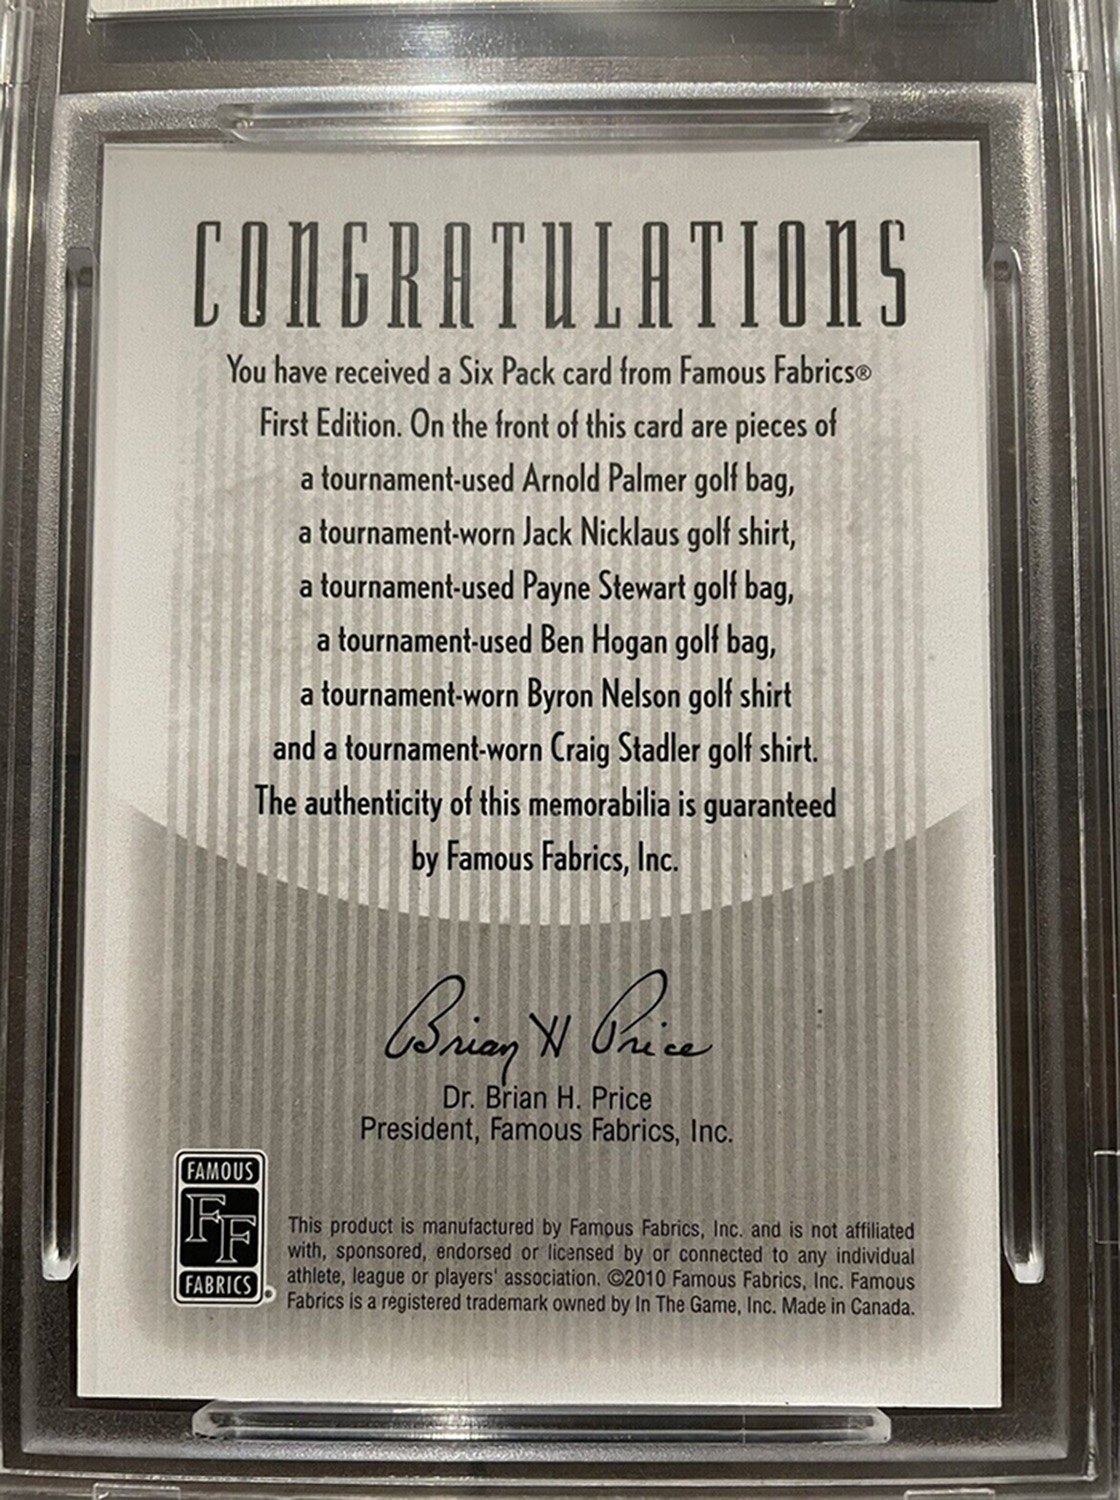 CONGRATULATIONS
You have received a Six Pack card from Famous Fabrics®
First Edition. On the front of this card are pieces of
a tournament-used Arnold Palmer golf bag,
a tournament-worn Jack Nicklaus golf shirt,
a tournament-used Payne Stewart golf bag,
a tournament-used Ben Hogan golf bag,
a tournament-worn Byron Nelson golf shirt
and a tournament-worn Craig Stadler golf shirt.
The authenticity of this memorabilia is guaranteed
by Famous Fabrics, Inc.
Brian H Price
Dr. Brian H. Price
President, Famous Fabrics, Inc.
FAMOUS
FF
FABRICS
This product is manufactured by Famous Fabrics, Inc. and is not affiliated
with, sponsored, endorsed or licensed by or connected to any individual
athlete, league or players' association. ©2010 Famous Fabrics, Inc. Famous
Fabrics is a registered trademark owned by In The Game, Inc. Made in Canada.